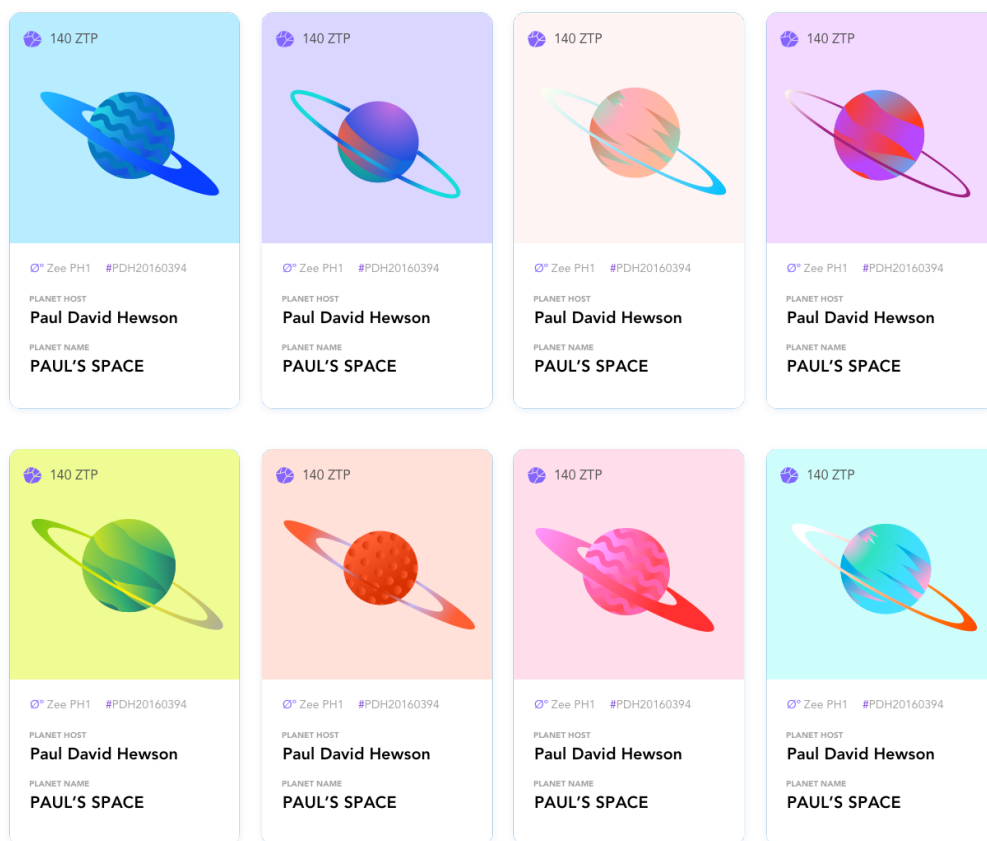 140 ZTP
140 ZTP
140 ZTP
140 ZTP
Ø° Zee PH1 #PDH20160394
Ø° Zee PH1 #PDH20160394
Ø° Zee PH1 #PDH20160394
Ø° Zee PH1 #PDH20160394
PLANET HOST
PLANET HOST
PLANET HOST
PLANET HOST
Paul David Hewson
Paul David Hewson
Paul David Hewson
Paul David Hewson
PLANET NAME
PLANET NAME
PLANET NAME
PLANET NAME
PAUL’S SPACE
PAUL’S SPACE
PAUL’S SPACE
PAUL’S SPACE
140 ZTP
140 ZTP
140 ZTP
140 ZTP
Ø° Zee PH1 #PDH20160394
Ø° Zee PH1 #PDH20160394
Ø° Zee PH1 #PDH20160394
Ø° Zee PH1 #PDH20160394
PLANET HOST
PLANET HOST
PLANET HOST
PLANET HOST
Paul David Hewson
Paul David Hewson
Paul David Hewson
Paul David Hewson
PLANET NAME
PLANET NAME
PLANET NAME
PLANET NAME
PAUL’S SPACE
PAUL’S SPACE
PAUL’S SPACE
PAUL’S SPACE